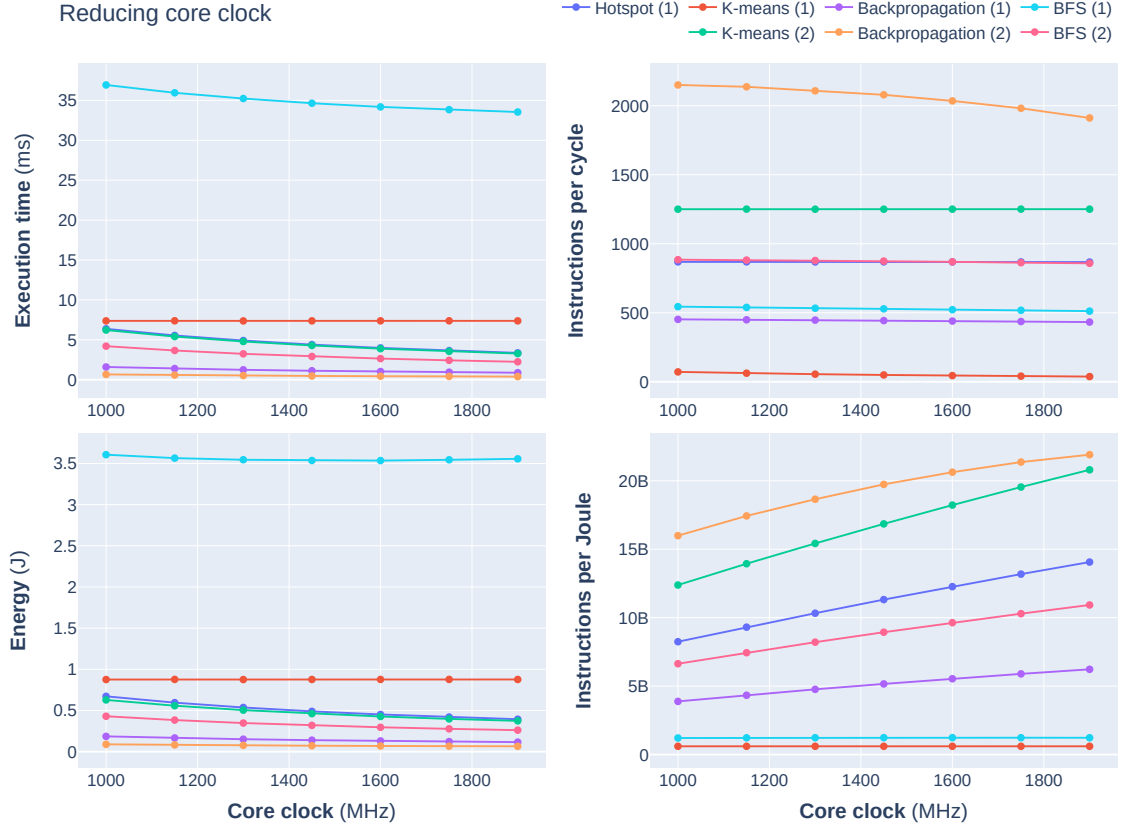 Reducing core clock
Hotspot (1) K-means (1) Backpropagation (1) BFS (1)
K-means (2) Backpropagation (2) BFS (2)
Execution time (ms)
35
30
25
20
15
10
5
0
1000 1200 1400 1600 1800
Instructions per cycle
2000
1500
1000
500
0
1000 1200 1400 1600 1800
Energy (J)
3.5
3
2.5
2
1.5
1
0.5
0
1000 1200 1400 1600 1800
Core clock (MHz)
Instructions per Joule
20B
15B
10B
5B
0
1000 1200 1400 1600 1800
Core clock (MHz)